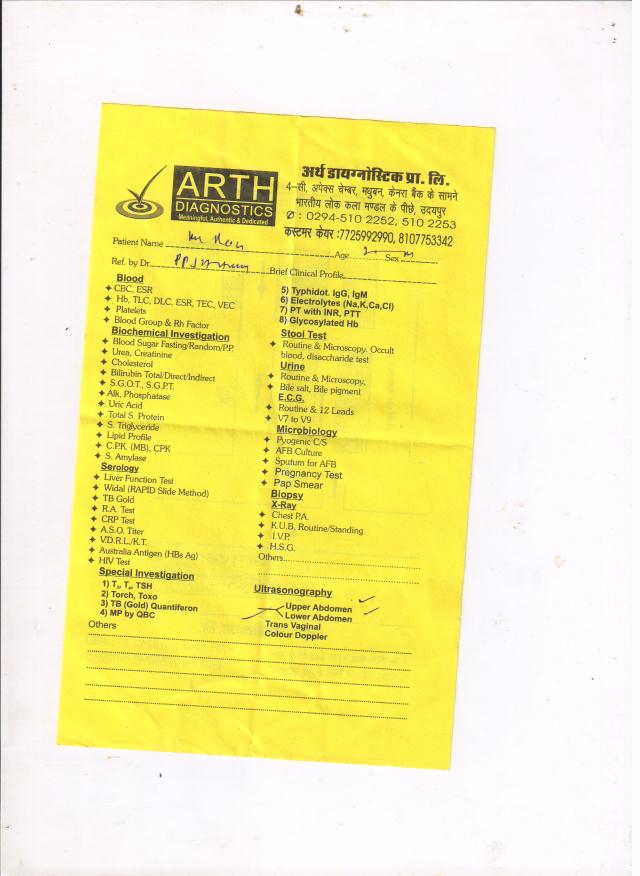 ARTH
DIAGNOSTICS
Meaningful, Authentic & Dedicated
अर्थ डायग्नोस्टिक प्रा. लि.
4–सी, अपेक्स चेम्बर, मधुबन, केनरा बैंक के सामने
भारतीय लोक कला मण्डल के पीछे, उदयपुर
✆ : 0294-510 2252, 510 2253
कस्टमर केयर :7725992990, 8107753342
Patient Name Age Sex M
Ref. by Dr. Brief Clinical Profile
Blood
✦ CBC, ESR
✦ Hb, TLC, DLC, ESR, TEC, VEC
✦ Platelets
✦ Blood Group & Rh Factor
Biochemical Investigation
✦ Blood Sugar Fasting/Random/P.P.
✦ Urea, Creatinine
✦ Cholesterol
✦ Bilirubin Total/Direct/Indirect
✦ S.G.O.T., S.G.P.T.
✦ Alk. Phosphatase
✦ Uric Acid
✦ Total S. Protein
✦ S. Triglyceride
✦ Lipid Profile
✦ C.P.K. (MB), CPK
✦ S. Amylase
Serology
✦ Liver Function Test
✦ Widal (RAPID Slide Method)
✦ TB Gold
✦ R.A. Test
✦ CRP Test
✦ A.S.O. Titer
✦ V.D.R.L./K.T.
✦ Australia Antigen (HBs Ag)
✦ HIV Test
Special Investigation
1) T₃, T₄, TSH
2) Torch, Toxo
3) TB (Gold) Quantiferon
4) MP by QBC
Others
5) Typhidot. IgG, IgM
6) Electrolytes (Na,K,Ca,Cl)
7) PT with INR, PTT
8) Glycosylated Hb
Stool Test
✦ Routine & Microscopy. Occult
blood, disaccharide test
Urine
✦ Routine & Microscopy.
✦ Bile salt, Bile pigment
E.C.G.
✦ Routine & 12 Leads
✦ V7 to V9
Microbiology
✦ Pyogenic C/S
✦ AFB Culture
✦ Sputum for AFB
✦ Pregnancy Test
✦ Pap Smear
Biopsy
X-Ray
✦ Chest P.A.
✦ K.U.B. Routine/Standing
✦ I.V.P.
✦ H.S.G.
Others
Ultrasonography
Upper Abdomen
Lower Abdomen
Trans Vaginal
Colour Doppler